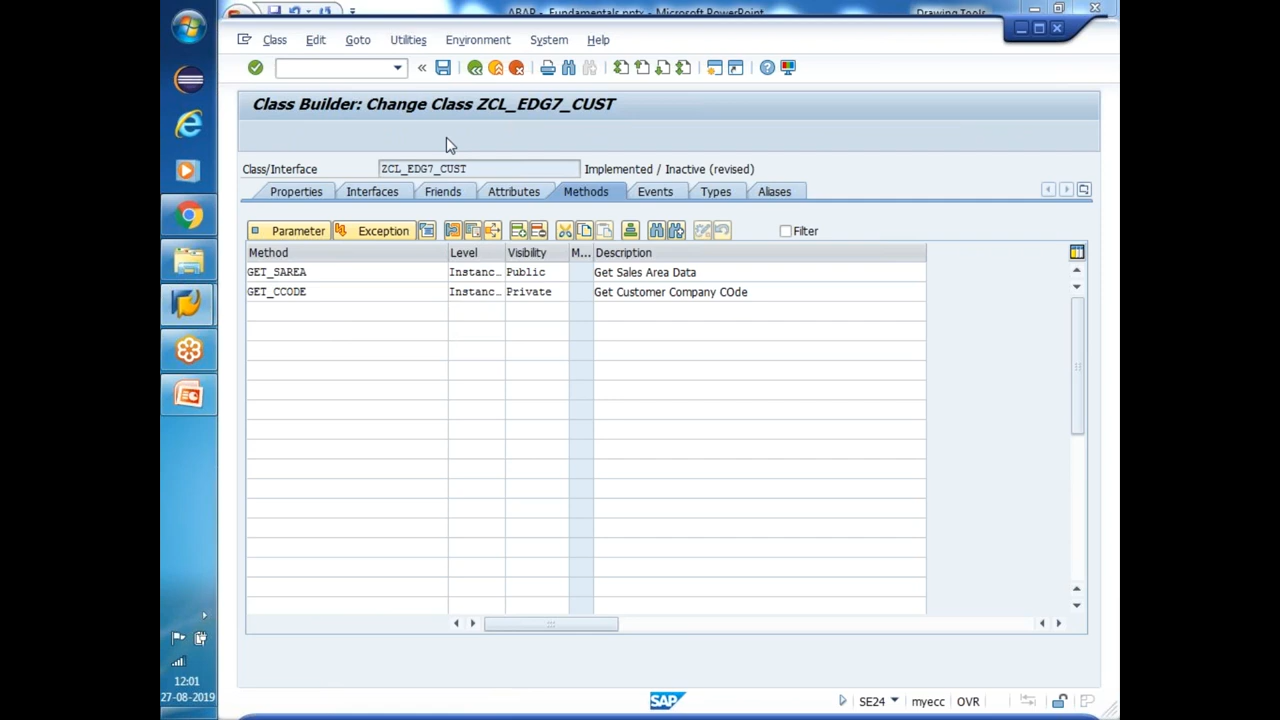 ABAP - Fundamentals.pptx - Microsoft PowerPoint
Drawing Tools
Class Edit Goto Utilities Environment System Help
Class Builder: Change Class ZCL_EDG7_CUST
Class/Interface ZCL_EDG7_CUST Implemented / Inactive (revised)
Properties Interfaces Friends Attributes Methods Events Types Aliases
Parameter Exception Filter
Method Level Visibility M... Description
GET_SAREA Instanc.. Public Get Sales Area Data
GET_CCODE Instanc.. Private Get Customer Company COde
12:01
27-08-2019
SAP SE24 myecc OVR